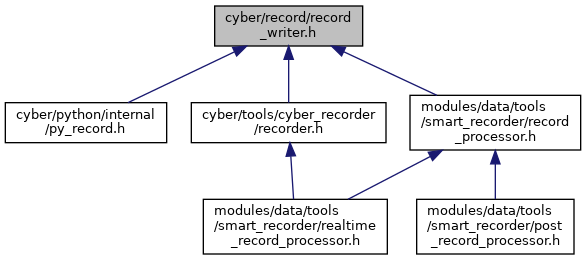 cyber/record/record
_writer.h
cyber/python/internal
/py_record.h
cyber/tools/cyber_recorder
/recorder.h
modules/data/tools
/smart_recorder/record
_processor.h
modules/data/tools
/smart_recorder/realtime
_record_processor.h
modules/data/tools
/smart_recorder/post
_record_processor.h